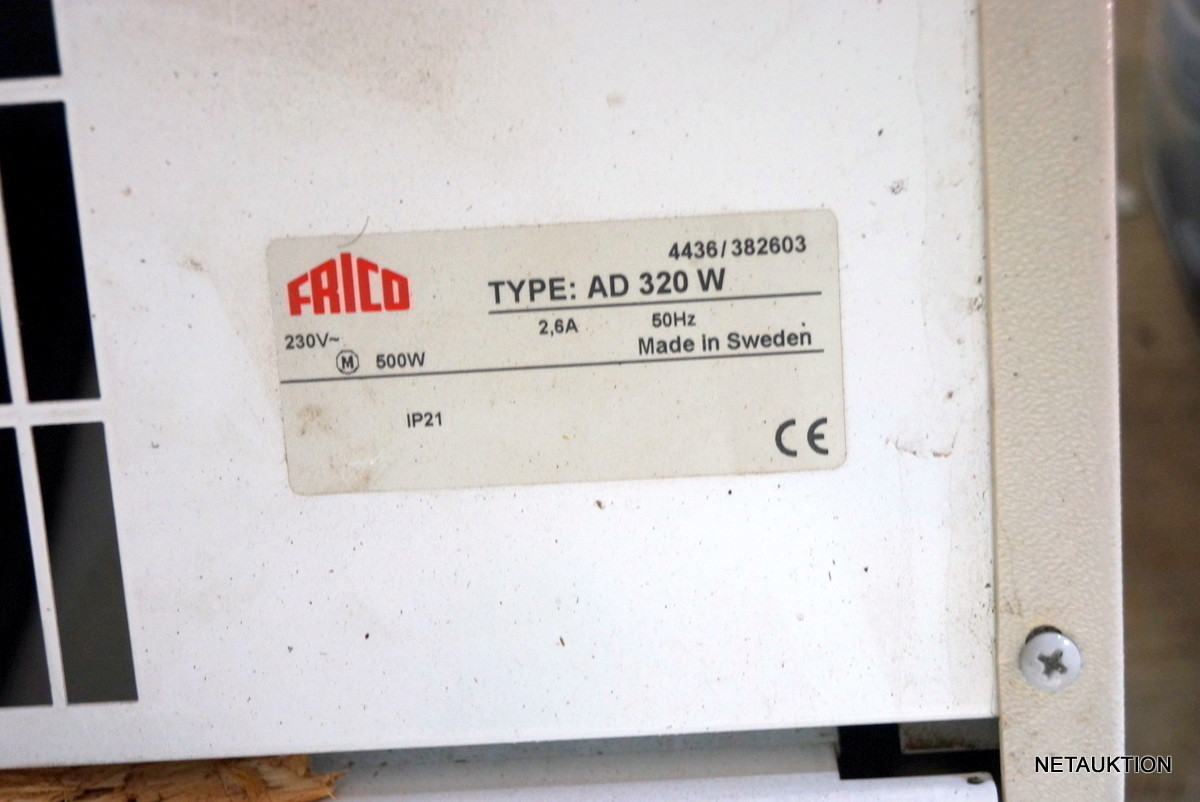 FRICO
4436/382603
TYPE: AD 320 W
230V~ 2,6A 50Hz
M 500W Made in Sweden
IP21
CE
NETAUKTION